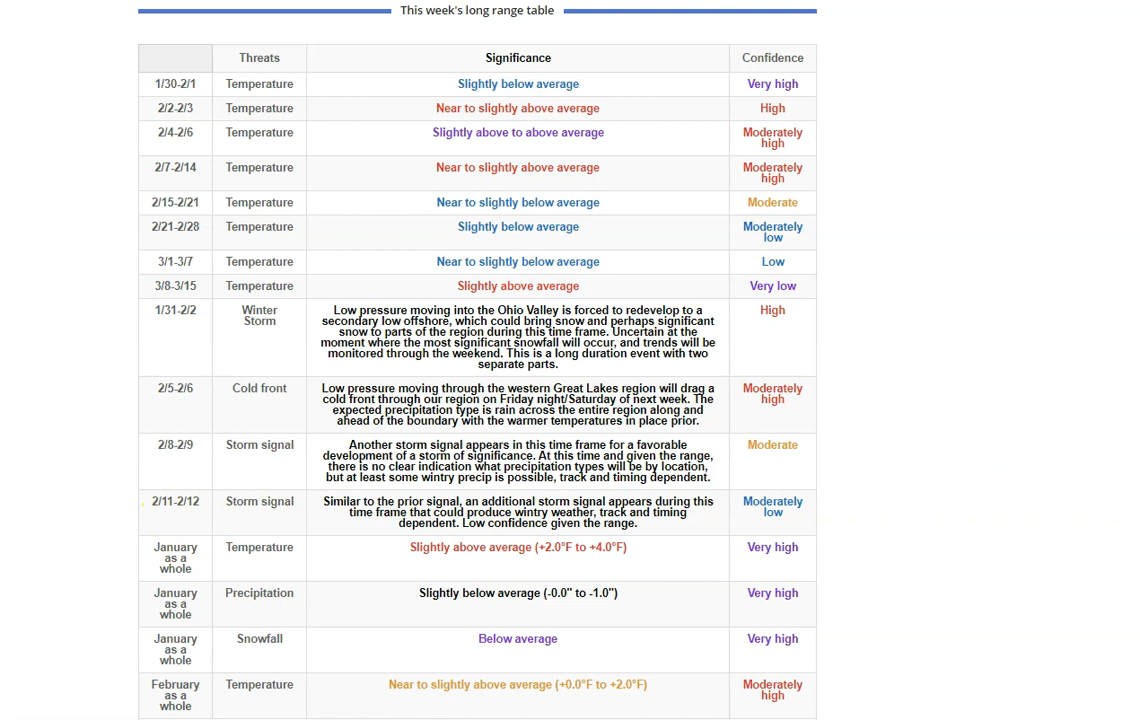 This week's long range table
Threats Significance Confidence
1/30-2/1 Temperature Slightly below average Very high
2/2-2/3 Temperature Near to slightly above average High
2/4-2/6 Temperature Slightly above to above average Moderately
high
2/7-2/14 Temperature Near to slightly above average Moderately
high
2/15-2/21 Temperature Near to slightly below average Moderate
2/21-2/28 Temperature Slightly below average Moderately
low
3/1-3/7 Temperature Near to slightly below average Low
3/8-3/15 Temperature Slightly above average Very low
1/31-2/2 Winter
Storm
Low pressure moving into the Ohio Valley is forced to redevelop to a
secondary low offshore, which could bring snow and perhaps significant
snow to parts of the region during this time frame. Uncertain at the
moment where the most significant snowfall will occur, and trends will be
monitored through the weekend. This is a long duration event with two
separate parts.
High
2/5-2/6 Cold front
Low pressure moving through the western Great Lakes region will drag a
cold front through our region on Friday night/Saturday of next week. The
expected precipitation type is rain across the entire region along and
ahead of the boundary with the warmer temperatures in place prior.
Moderately
high
2/8-2/9 Storm signal
Another storm signal appears in this time frame for a favorable
development of a storm of significance. At this time and given the range,
there is no clear indication what precipitation types will be by location,
but at least some wintry precip is possible, track and timing dependent.
Moderate
2/11-2/12 Storm signal
Similar to the prior signal, an additional storm signal appears during this
time frame that could produce wintry weather, track and timing
dependent. Low confidence given the range.
Moderately
low
January
as a
whole
Temperature Slightly above average (+2.0°F to +4.0°F) Very high
January
as a
whole
Precipitation Slightly below average (-0.0" to -1.0") Very high
January
as a
whole
Snowfall Below average Very high
February
as a
whole
Temperature Near to slightly above average (+0.0°F to +2.0°F) Moderately
high